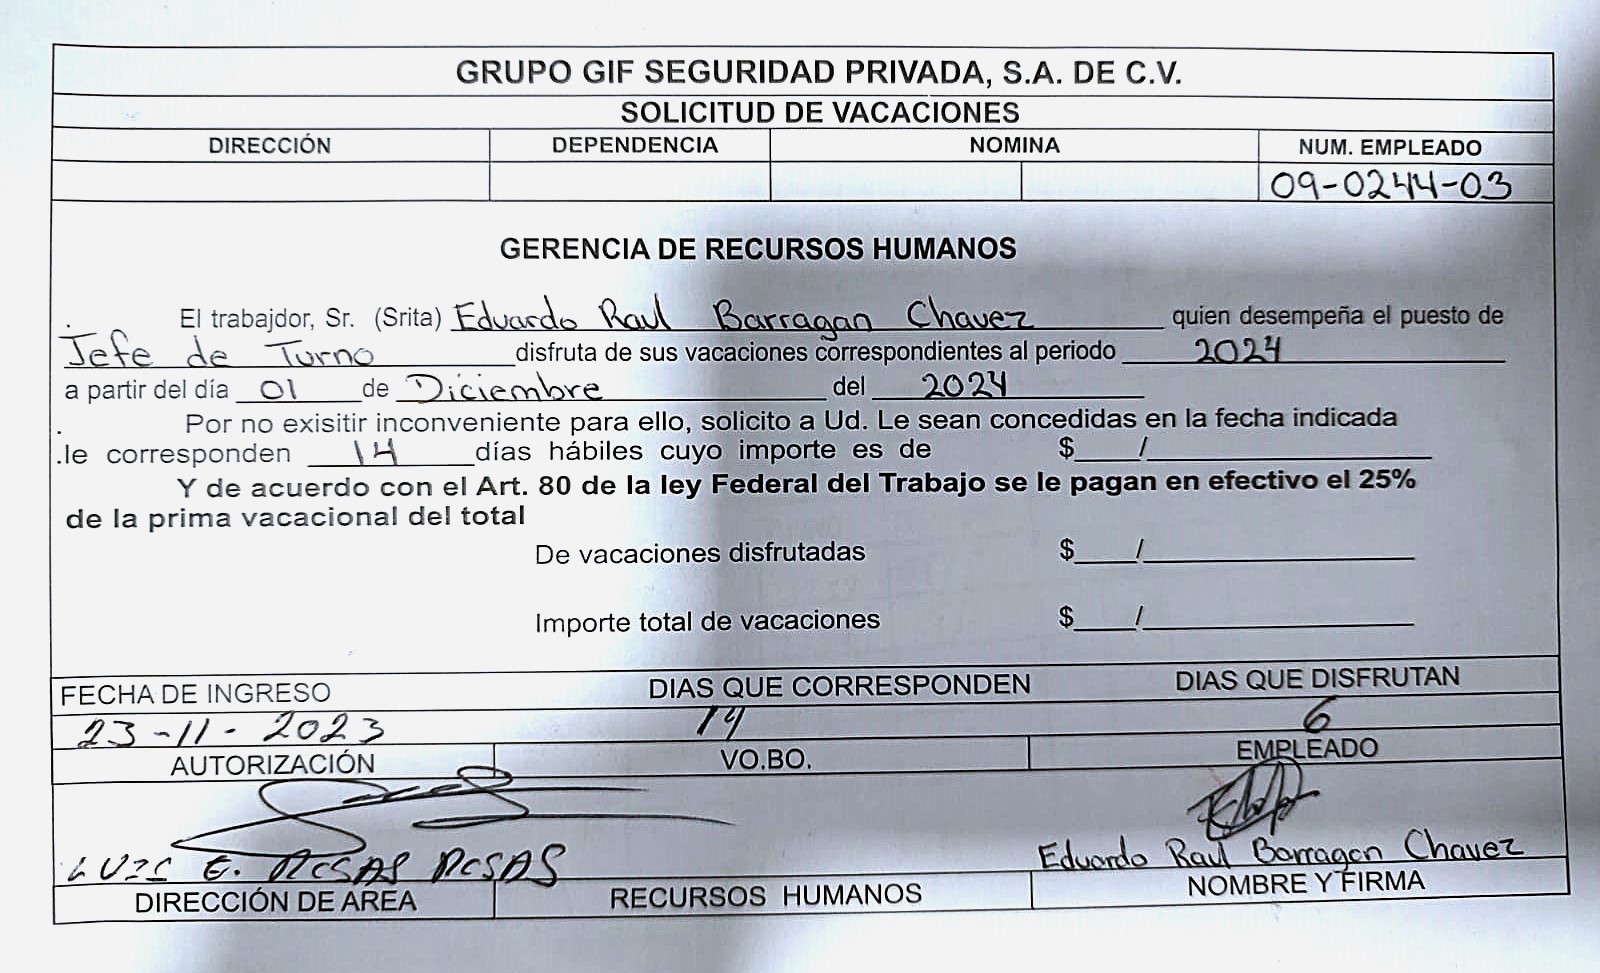 GRUPO GIF SEGURIDAD PRIVADA, S.A. DE C.V.
SOLICITUD DE VACACIONES
DIRECCIÓN DEPENDENCIA NOMINA NUM. EMPLEADO
09-0244-03
GERENCIA DE RECURSOS HUMANOS
El trabajdor, Sr. (Srita) Eduardo Raul Barragan Chavez quien desempeña el puesto de
Jefe de Turno disfruta de sus vacaciones correspondientes al periodo 2024
a partir del día 01 de Diciembre del 2024
Por no exisitir inconveniente para ello, solicito a Ud. Le sean concedidas en la fecha indicada
.le corresponden 14 días hábiles cuyo importe es de $ /
Y de acuerdo con el Art. 80 de la ley Federal del Trabajo se le pagan en efectivo el 25%
de la prima vacacional del total
De vacaciones disfrutadas $ /
Importe total de vacaciones $ /
FECHA DE INGRESO DIAS QUE CORRESPONDEN DIAS QUE DISFRUTAN
23-11-2023 14 6
AUTORIZACIÓN VO.BO. EMPLEADO
LUIS E.
Eduardo Raul Barragan Chavez
DIRECCIÓN DE AREA RECURSOS HUMANOS NOMBRE Y FIRMA